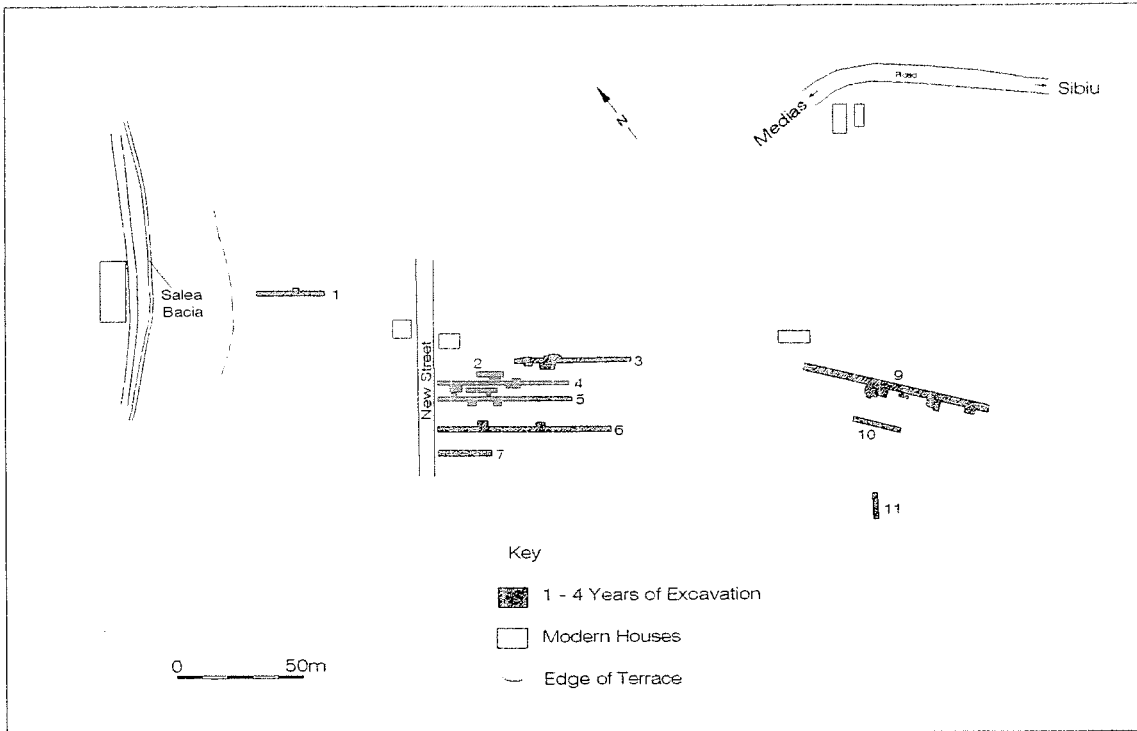 Road
Sibiu
Medias
N
Salea
Bacia
1
New Street
2
3
4
5
6
7
9
10
11
Key
1 - 4 Years of Excavation
Modern Houses
0 50m
Edge of Terrace